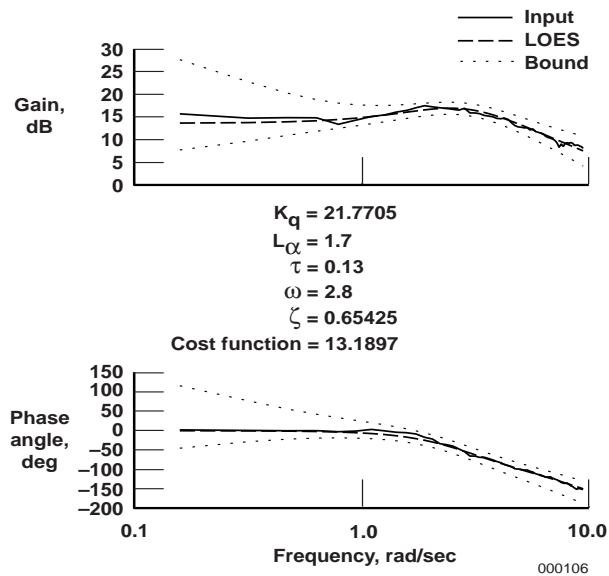 Input
LOES
Bound
Gain,
dB
30
25
20
15
10
5
0
Kq = 21.7705
Lα = 1.7
τ = 0.13
ω = 2.8
ζ = 0.65425
Cost function = 13.1897
Phase
angle,
deg
150
100
50
0
–50
–100
–150
–200
0.1
1.0
10.0
Frequency, rad/sec
000106